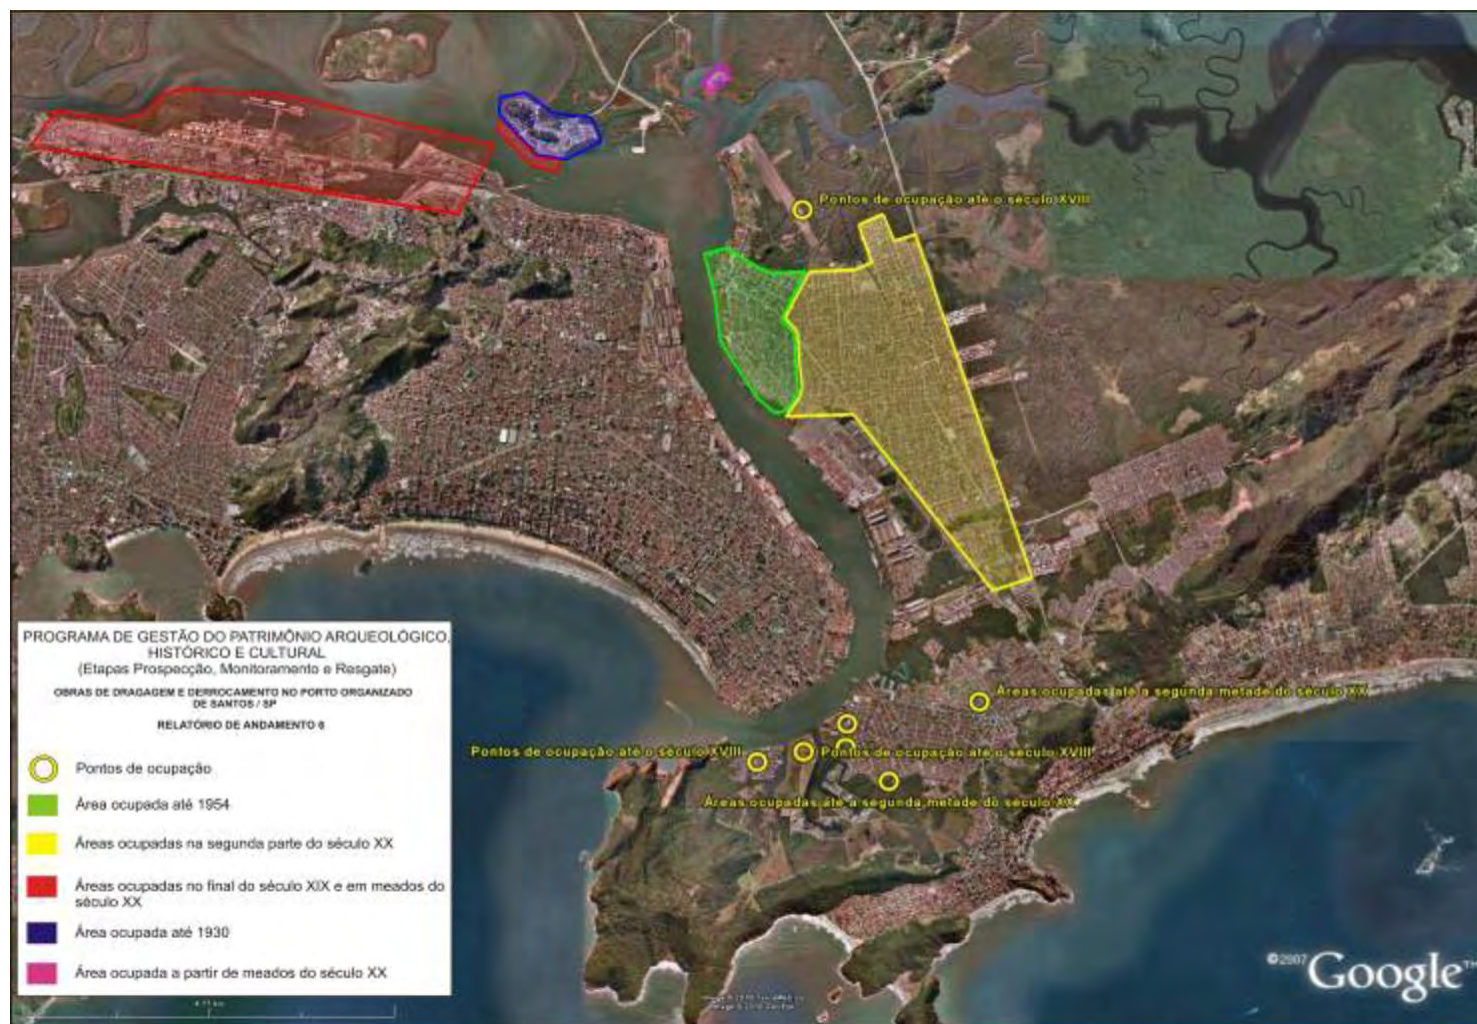 Pontos de ocupação até o século XVIII
Áreas ocupadas até a segunda metade do século XX
Pontos de ocupação até o século XVIII
Pontos de ocupação até o século XVIII
Áreas ocupadas até a segunda metade do século XX
PROGRAMA DE GESTÃO DO PATRIMÔNIO ARQUEOLÓGICO,
HISTÓRICO E CULTURAL
(Etapas Prospecção, Monitoramento e Resgate)
OBRAS DE DRAGAGEM E DERROCAMENTO NO PORTO ORGANIZADO
DE SANTOS / SP
RELATÓRIO DE ANDAMENTO 6
Pontos de ocupação
Área ocupada até 1954
Áreas ocupadas na segunda parte do século XX
Áreas ocupadas no final do século XIX e em meados do
século XX
Área ocupada até 1930
Área ocupada a partir de meados do século XX
©2007 Google™